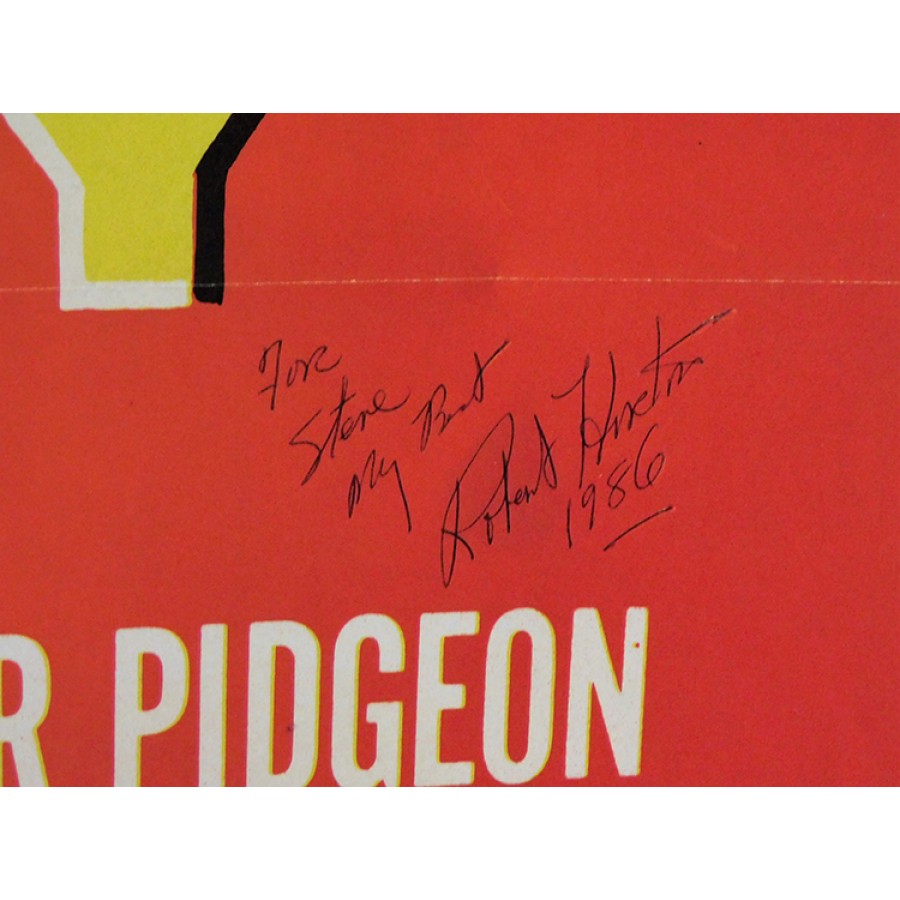 For
Steve
My Best
Robert Horton
1986
R PIDGEON